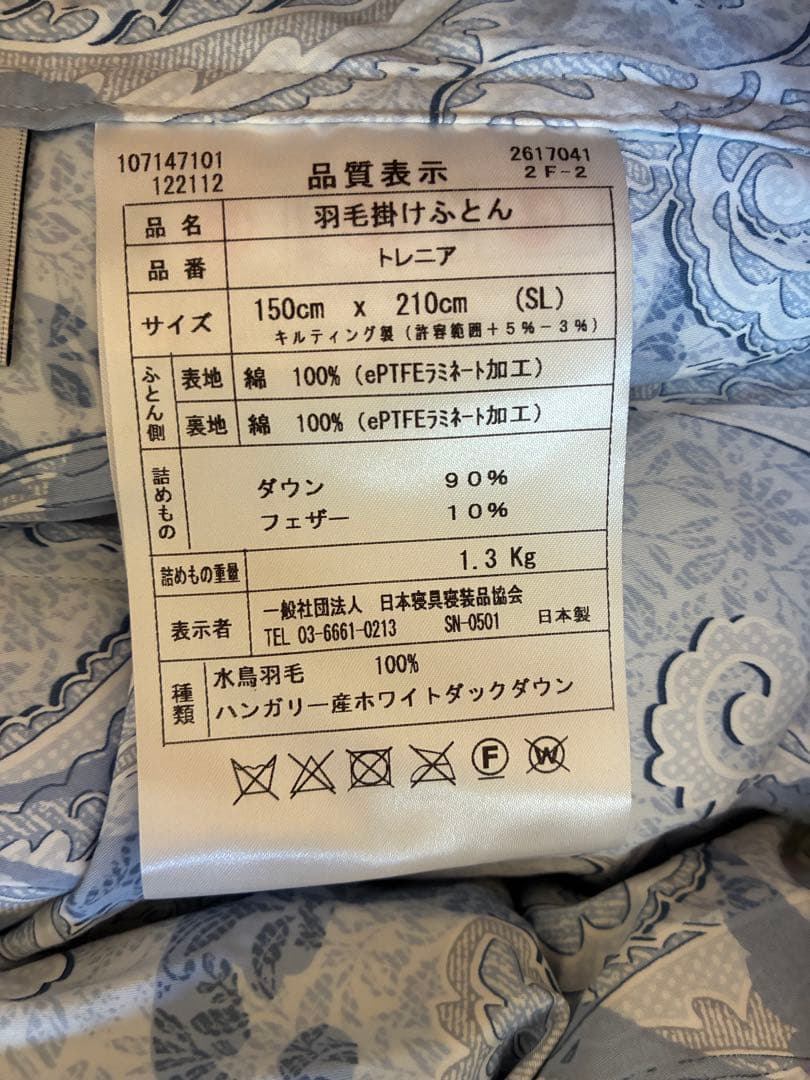 107147101
122112
品質表示
2617041
2F-2
品名 羽毛掛けふとん
品番 トレニア
サイズ 150cm x 210cm (SL)
キルティング製(許容範囲+5%-3%)
ふとん側 表地 綿 100%(ePTFEラミネート加工)
裏地 綿 100%(ePTFEラミネート加工)
詰めもの ダウン 90%
フェザー 10%
詰めもの重量 1.3 Kg
表示者 一般社団法人 日本寝具寝装品協会
TEL 03-6661-0213 SN-0501 日本製
種類 水鳥羽毛 100%
ハンガリー産ホワイトダックダウン
F W